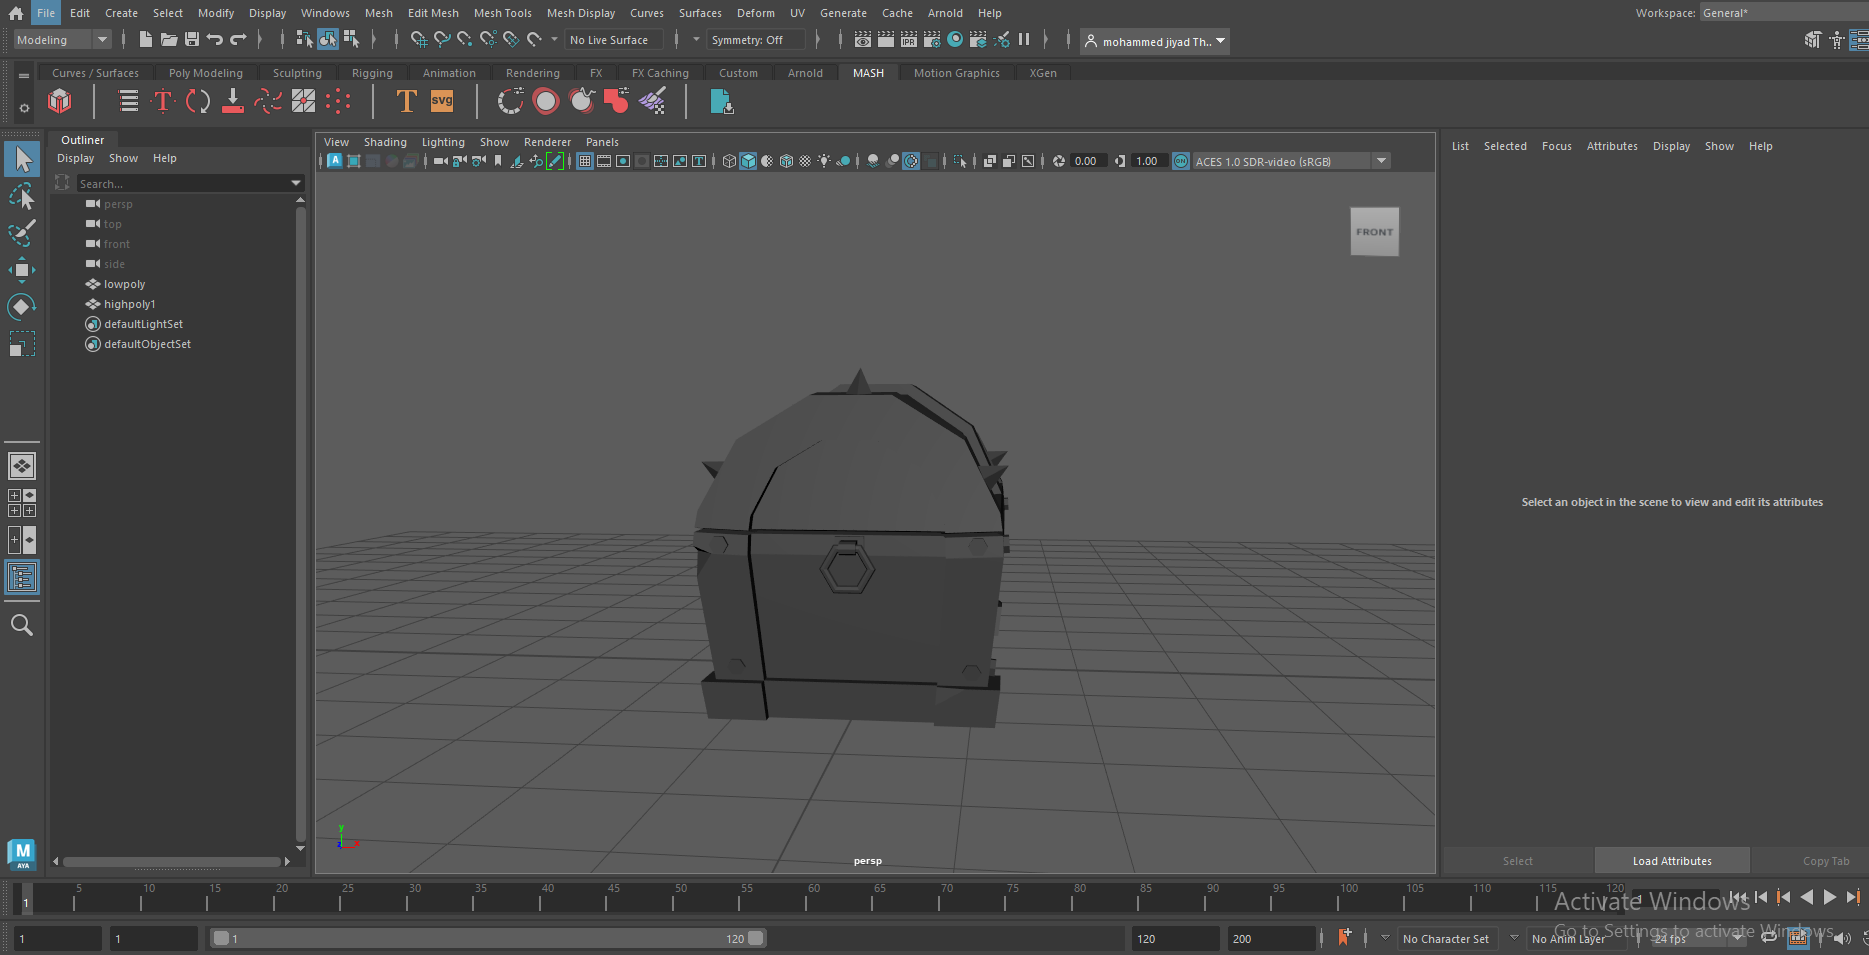 File Edit Create Select Modify Display Windows Mesh Edit Mesh Mesh Tools Mesh Display Curves Surfaces Deform UV Generate Cache Arnold Help Workspace: General*
Modeling No Live Surface Symmetry: Off IPR mohammed jiyad Th..
Curves / Surfaces Poly Modeling Sculpting Rigging Animation Rendering FX FX Caching Custom Arnold MASH Motion Graphics XGen
T T SVG
Outliner
Display Show Help
Search...
persp
top
front
side
lowpoly
highpoly1
defaultLightSet
defaultObjectSet
View Shading Lighting Show Renderer Panels
A T 0.00 1.00 ON ACES 1.0 SDR-video (sRGB)
FRONT
y
z x
persp
List Selected Focus Attributes Display Show Help
Select an object in the scene to view and edit its attributes
Select Load Attributes Copy Tab
M
AYA
5 10 15 20 25 30 35 40 45 50 55 60 65 70 75 80 85 90 95 100 105 110 115 120
1 1
Activate Windows
Go to Settings to activate Windows.
1 1 1 120 120 200 No Character Set No Anim Layer 24 fps